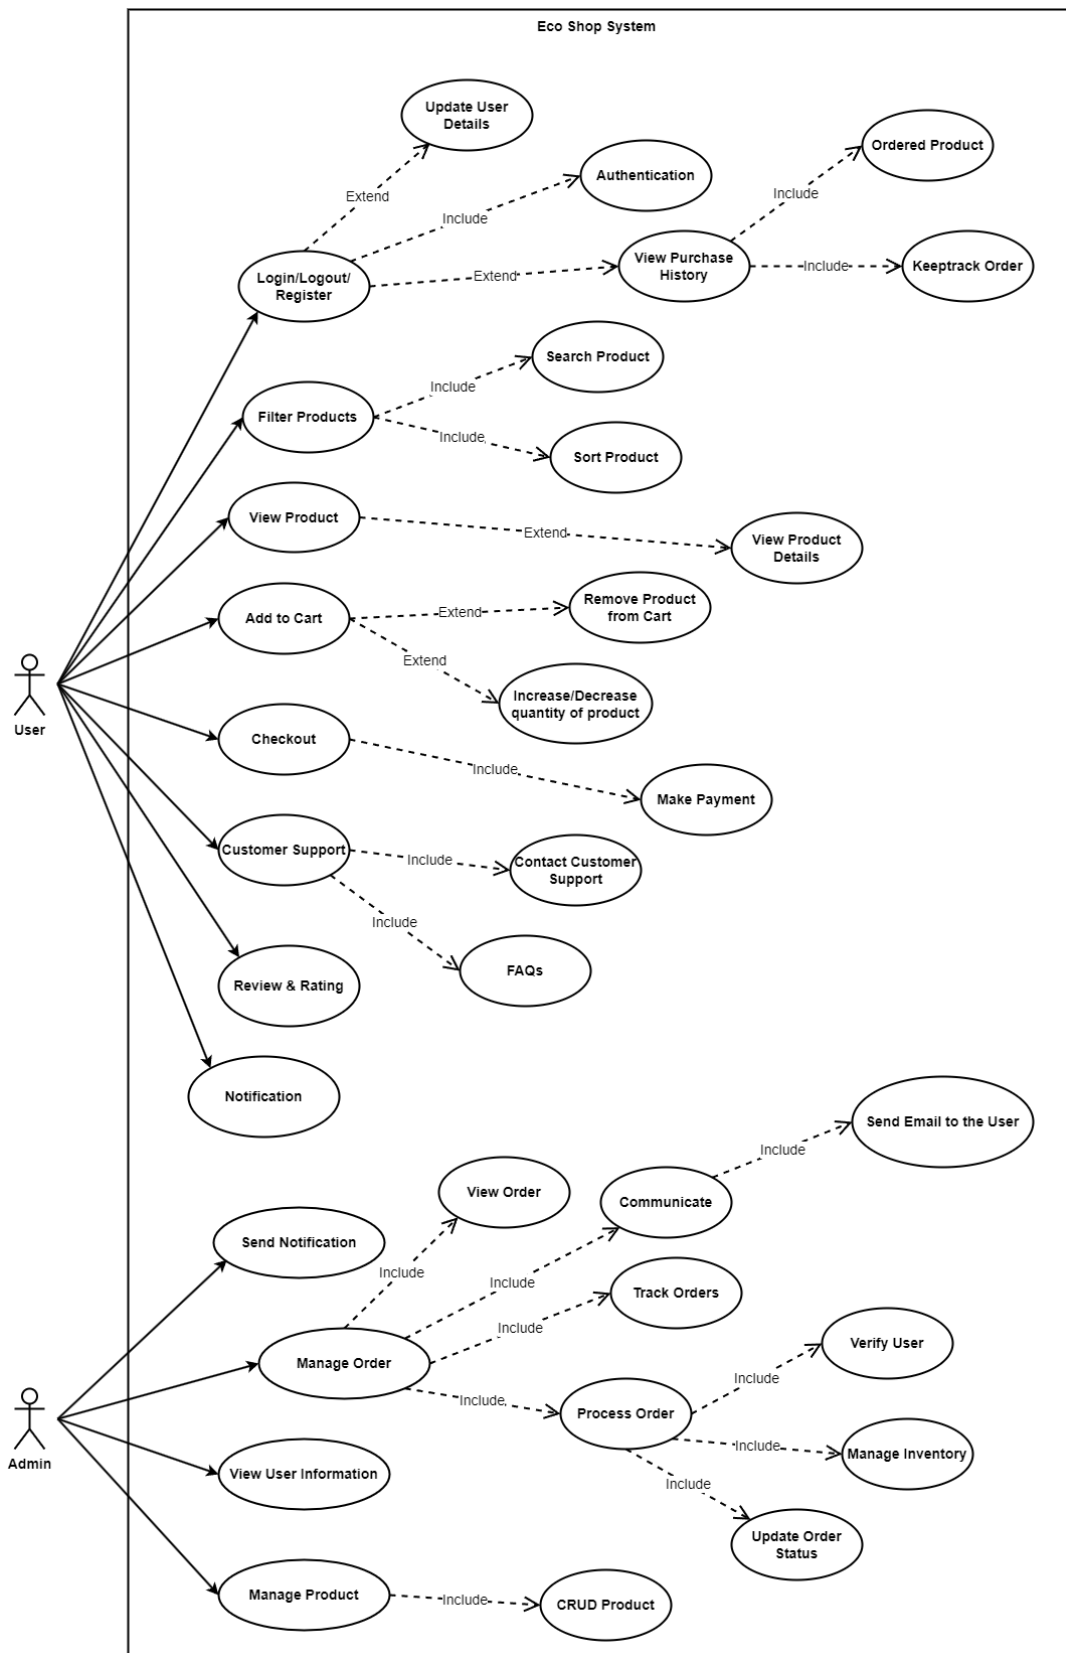 Eco Shop System
Update User
Details
Ordered Product
Authentication
Extend
Include
Include
View Purchase
History
Login/Logout/
Register
Extend
Include
Keeptrack Order
Search Product
Include
Filter Products
Include
Sort Product
View Product
Extend
View Product
Details
Add to Cart
Extend
Remove Product
from Cart
Extend
Increase/Decrease
quantity of product
User
Checkout
Include
Make Payment
Customer Support
Include
Contact Customer
Support
Include
FAQs
Review & Rating
Notification
Send Email to the User
Include
View Order
Communicate
Send Notification
Include
Include
Track Orders
Include
Manage Order
Verify User
Include
Include
Process Order
Include
Manage Inventory
Admin
View User Information
Include
Update Order
Status
Manage Product
Include
CRUD Product